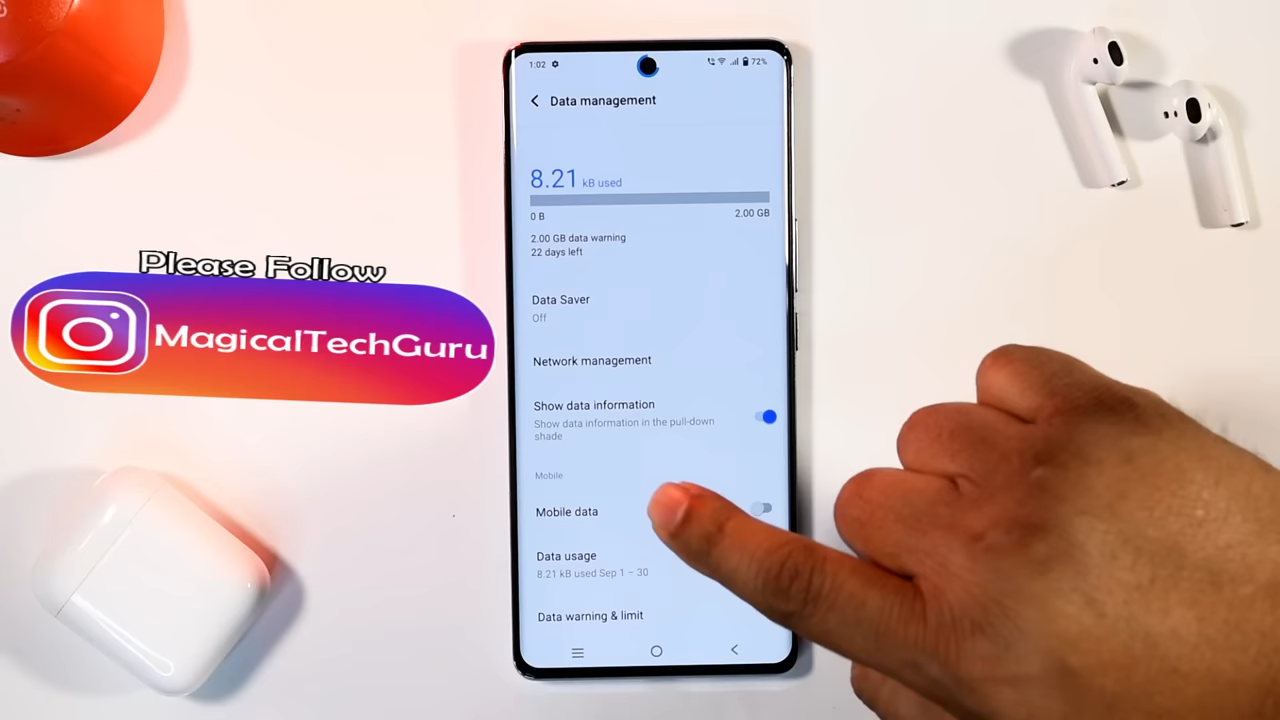 1:02
72%
Data management
8.21 kB used
0 B
2.00 GB
2.00 GB data warning
22 days left
Data Saver
Off
Network management
Show data information
Show data information in the pull-down
shade
Mobile
Mobile data
Data usage
8.21 kB used Sep 1 – 30
Data warning & limit
Please Follow
MagicalTechGuru